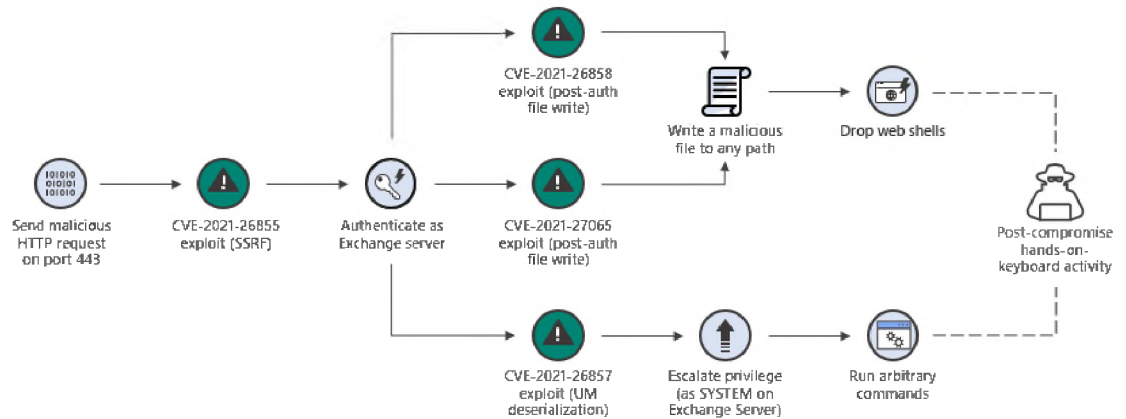 CVE-2021-26858
exploit (post-auth
file write)
Write a malicious
file to any path
Drop web shells
101010
010101
101010
Send malicious
HTTP request
on port 443
CVE-2021-26855
exploit (SSRF)
Authenticate as
Exchange server
CVE-2021-27065
exploit (post-auth
file write)
Post-compromise
hands-on-
keyboard activity
CVE-2021-26857
exploit (UM
deserialization)
Escalate privilege
(as SYSTEM on
Exchange Server)
Run arbitrary
commands